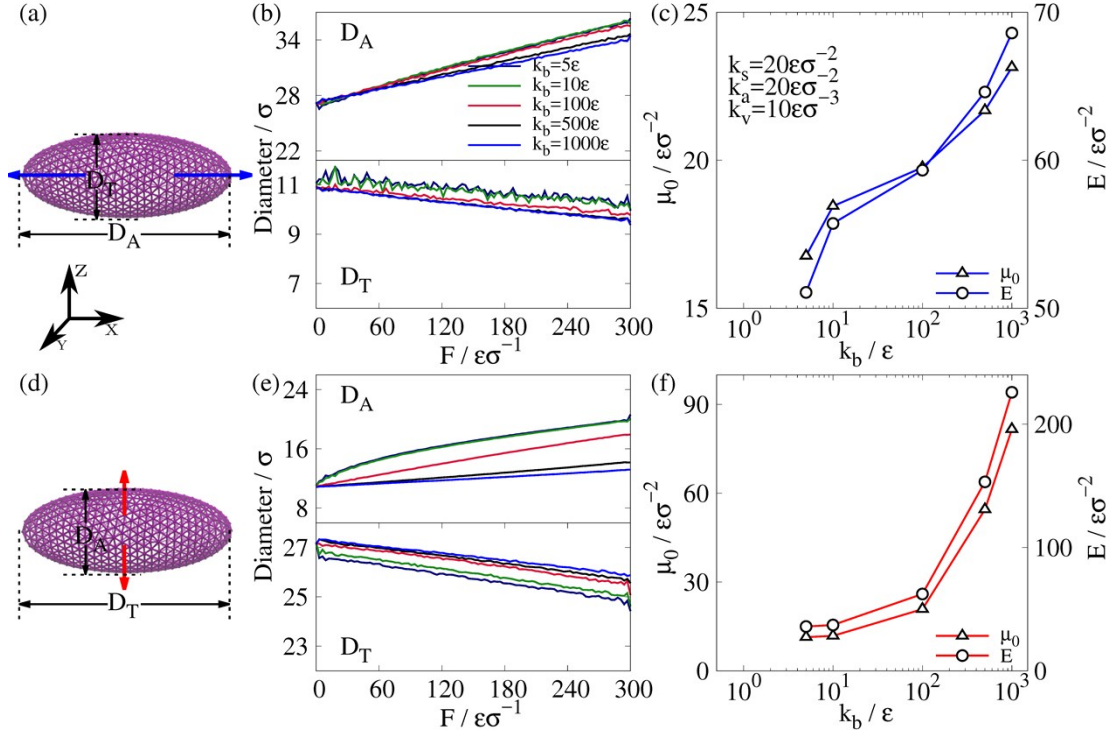 (a)
D_T
D_A
Z
Y
X
(b)
Diameter / σ
34
28
22
D_A
k_b=5ε
k_b=10ε
k_b=100ε
k_b=500ε
k_b=1000ε
11
9
7
D_T
0 60 120 180 240 300
F / εσ^{-1}
(c)
k_s=20εσ^{-2}
k_a=20εσ^{-2}
k_v=10εσ^{-3}
μ_0 / εσ^{-2}
25
20
15
E / εσ^{-2}
70
60
50
μ_0
E
10^0 10^1 10^2 10^3
k_b / ε
(d)
D_A
D_T
(e)
Diameter / σ
24
16
8
D_A
27
25
23
D_T
0 60 120 180 240 300
F / εσ^{-1}
(f)
μ_0 / εσ^{-2}
90
60
30
0
E / εσ^{-2}
200
100
0
μ_0
E
10^0 10^1 10^2 10^3
k_b / ε